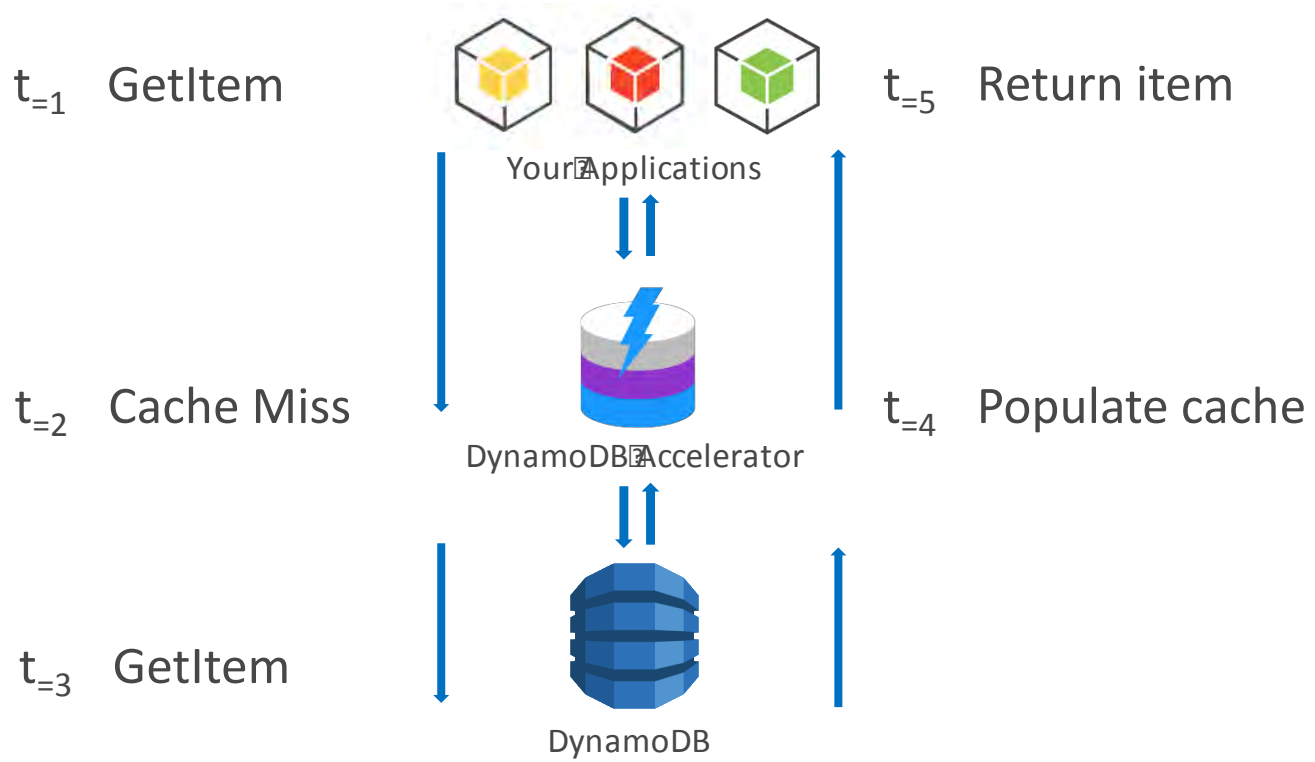 t=1 GetItem
t=5 Return item
Your Applications
t=2 Cache Miss
t=4 Populate cache
DynamoDB Accelerator
t=3 GetItem
DynamoDB